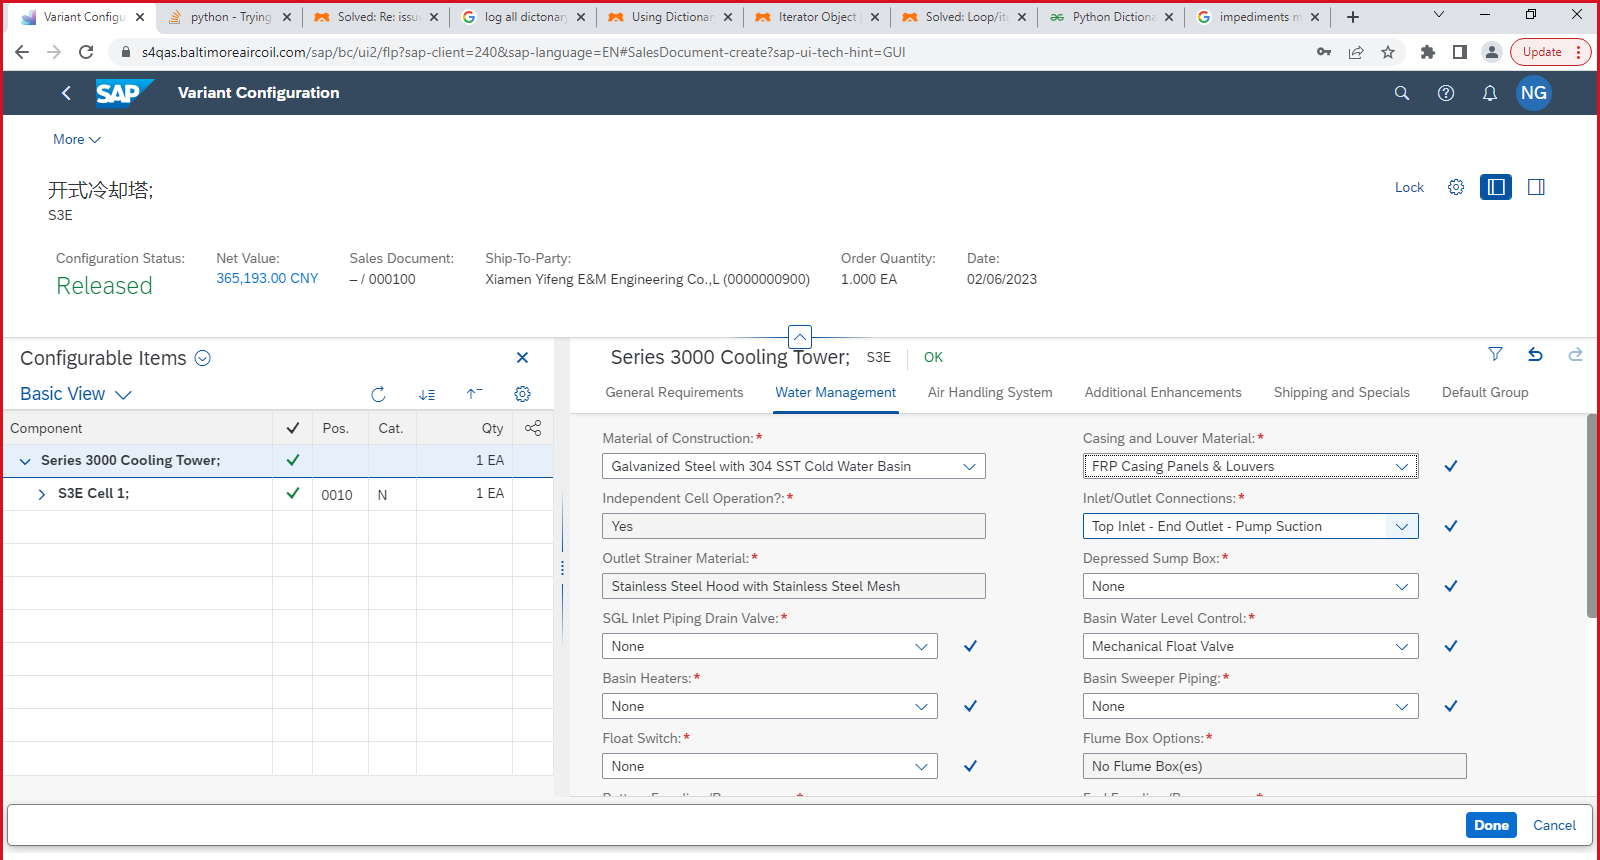 Variant Configu
python - Trying
Solved: Re: issue
log all dictonary
Using Dictionary
Iterator Object
Solved: Loop/ite
Python Dictiona
impediments m
s4qas.baltimoreaircoil.com/sap/bc/ui2/flp?sap-client=240&sap-language=EN#SalesDocument-create?sap-ui-tech-hint=GUI
Update
SAP
Variant Configuration
NG
More
开式冷却塔;
S3E
Lock
Configuration Status:
Released
Net Value:
365,193.00 CNY
Sales Document:
– / 000100
Ship-To-Party:
Xiamen Yifeng E&M Engineering Co.,L (0000000900)
Order Quantity:
1.000 EA
Date:
02/06/2023
Configurable Items
Basic View
Component Pos. Cat. Qty
Series 3000 Cooling Tower; 1 EA
S3E Cell 1; 0010 N 1 EA
Series 3000 Cooling Tower; S3E OK
General Requirements
Water Management
Air Handling System
Additional Enhancements
Shipping and Specials
Default Group
Material of Construction:*
Galvanized Steel with 304 SST Cold Water Basin
Casing and Louver Material:*
FRP Casing Panels & Louvers
Independent Cell Operation?:*
Yes
Inlet/Outlet Connections:*
Top Inlet - End Outlet - Pump Suction
Outlet Strainer Material:*
Stainless Steel Hood with Stainless Steel Mesh
Depressed Sump Box:*
None
SGL Inlet Piping Drain Valve:*
None
Basin Water Level Control:*
Mechanical Float Valve
Basin Heaters:*
None
Basin Sweeper Piping:*
None
Float Switch:*
None
Flume Box Options:*
No Flume Box(es)
Done
Cancel